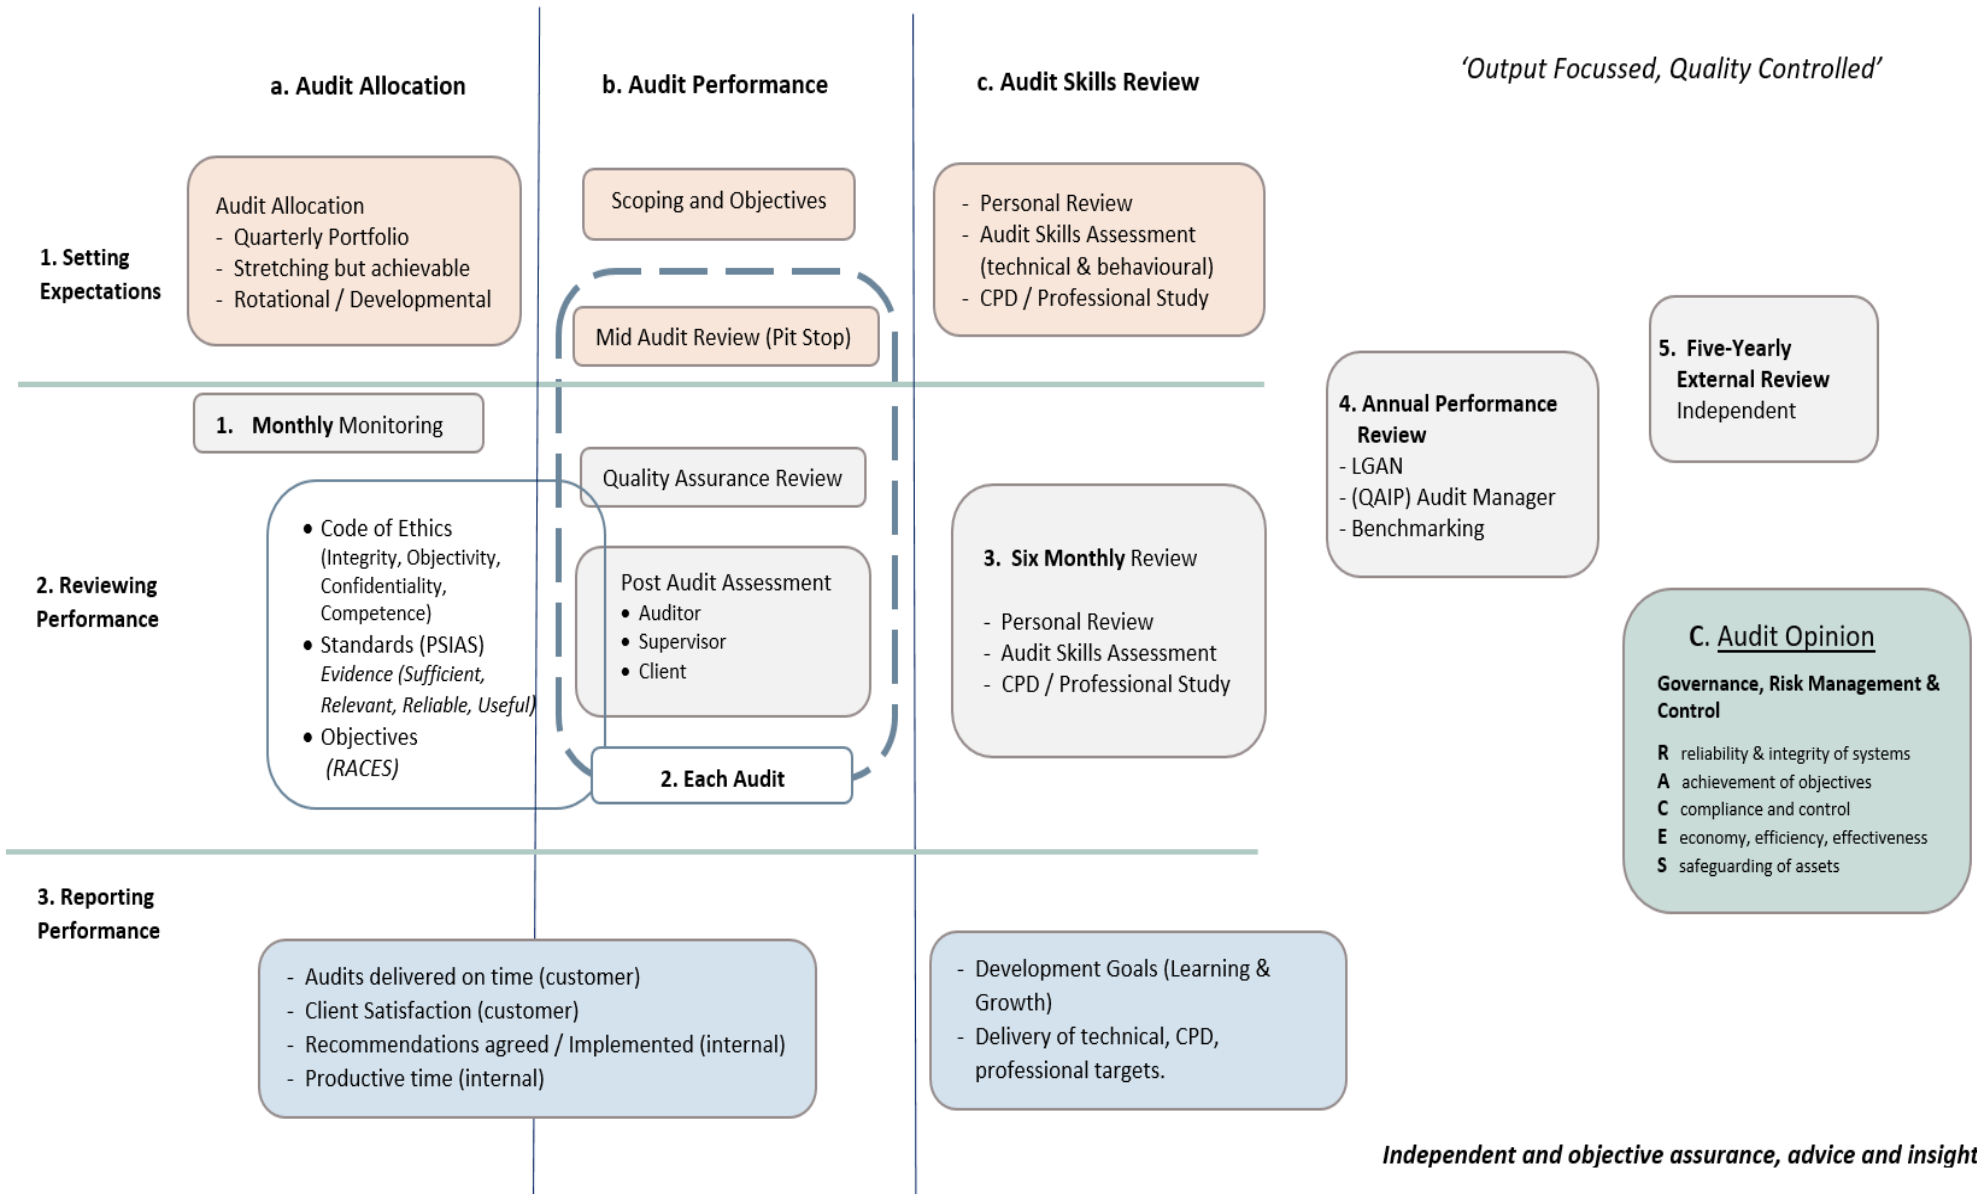 a. Audit Allocation
b. Audit Performance
c. Audit Skills Review
‘Output Focussed, Quality Controlled’
1. Setting
Expectations
Audit Allocation
- Quarterly Portfolio
- Stretching but achievable
- Rotational / Developmental
Scoping and Objectives
Mid Audit Review (Pit Stop)
- Personal Review
- Audit Skills Assessment
(technical & behavioural)
- CPD / Professional Study
2. Reviewing
Performance
1. Monthly Monitoring
• Code of Ethics
(Integrity, Objectivity,
Confidentiality,
Competence)
• Standards (PSIAS)
Evidence (Sufficient,
Relevant, Reliable, Useful)
• Objectives
(RACES)
Quality Assurance Review
Post Audit Assessment
• Auditor
• Supervisor
• Client
2. Each Audit
3. Six Monthly Review
- Personal Review
- Audit Skills Assessment
- CPD / Professional Study
4. Annual Performance
Review
- LGAN
- (QAIP) Audit Manager
- Benchmarking
5. Five-Yearly
External Review
Independent
C. Audit Opinion
Governance, Risk Management &
Control
R reliability & integrity of systems
A achievement of objectives
C compliance and control
E economy, efficiency, effectiveness
S safeguarding of assets
3. Reporting
Performance
- Audits delivered on time (customer)
- Client Satisfaction (customer)
- Recommendations agreed / Implemented (internal)
- Productive time (internal)
- Development Goals (Learning &
Growth)
- Delivery of technical, CPD,
professional targets.
Independent and objective assurance, advice and insight